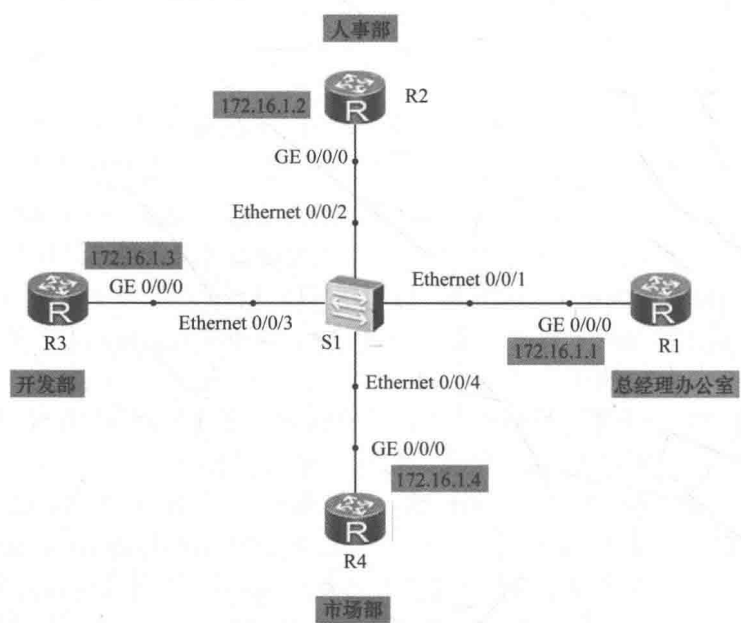 人事部
R2
172.16.1.2
R
GE 0/0/0
Ethernet 0/0/2
172.16.1.3
GE 0/0/0
Ethernet 0/0/1
R
R
Ethernet 0/0/3
GE 0/0/0
R3
S1
172.16.1.1
R1
开发部
Ethernet 0/0/4
总经理办公室
GE 0/0/0
172.16.1.4
R
R4
市场部